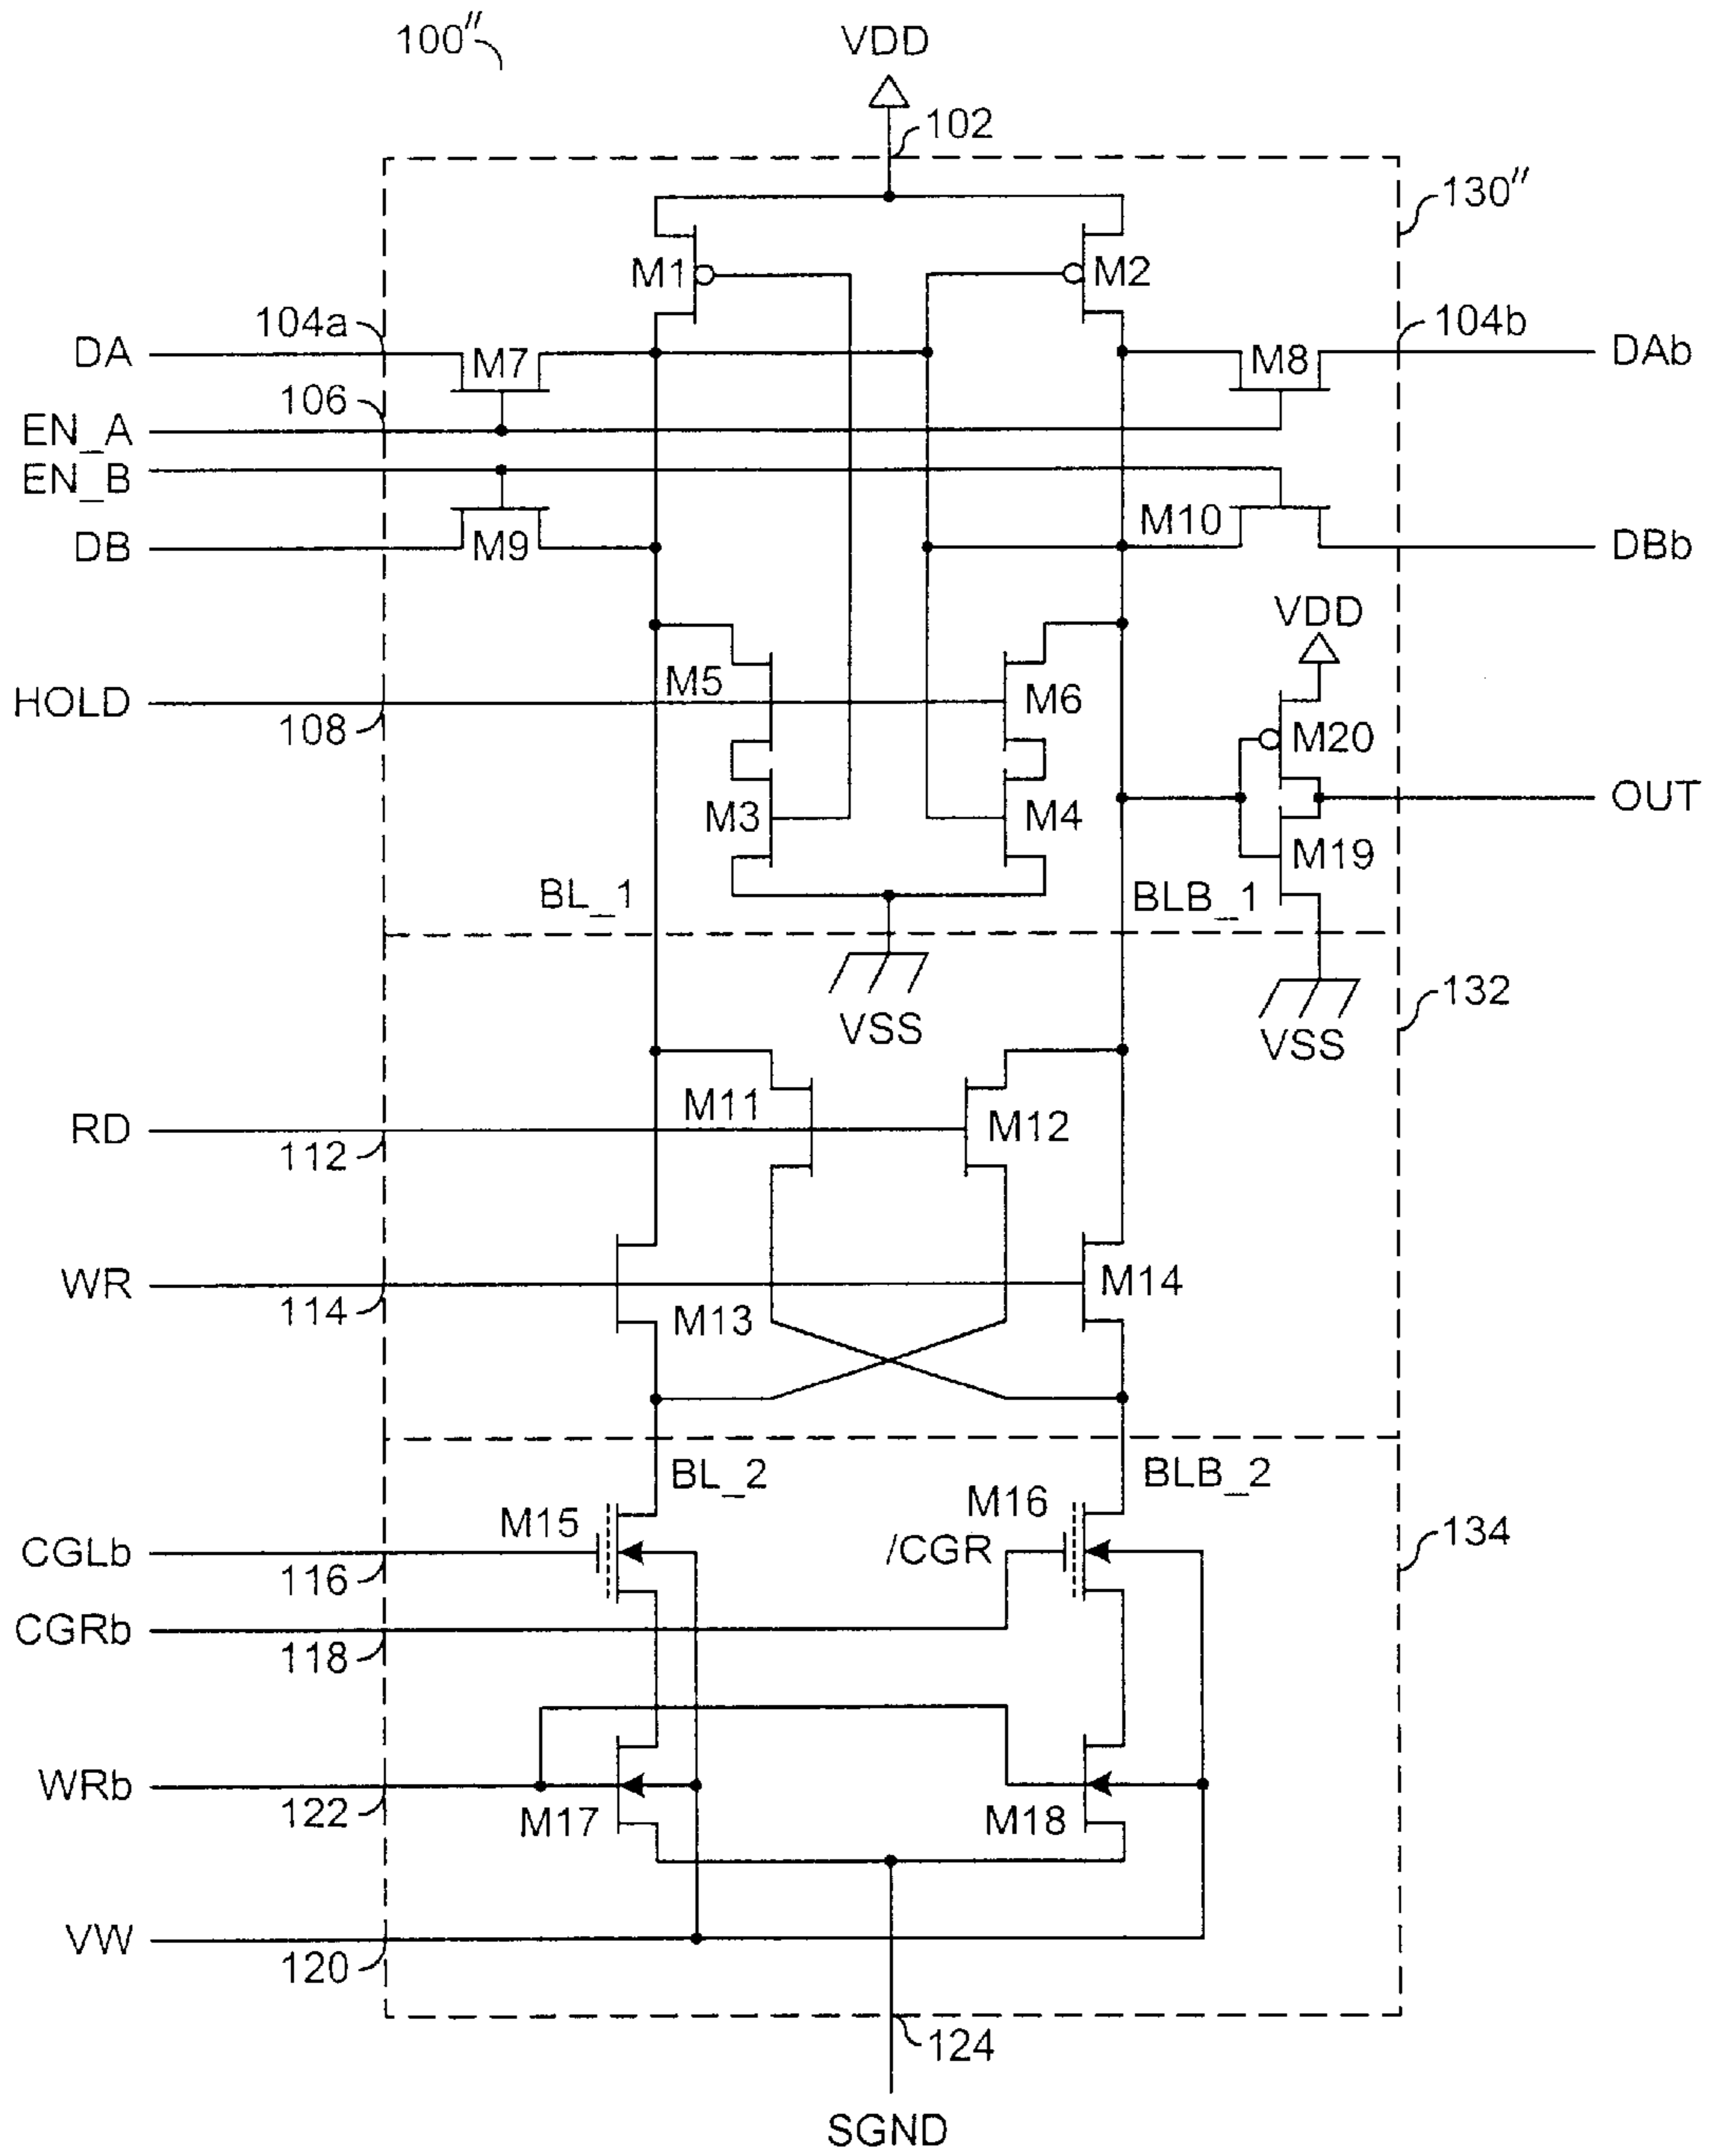 100″
VDD
102
130″
M1
M2
104a
104b
DA
M7
M8
DAb
106
EN_A
EN_B
M10
DB
M9
DBb
VDD
M5
HOLD
M6
108
M20
M3
M4
OUT
M19
BL_1
BLB_1
132
VSS
VSS
M11
RD
M12
112
WR
M14
114
M13
BL_2
BLB_2
M15
M16
CGLb
/CGR
134
116
CGRb
118
WRb
122
M17
M18
VW
120
124
SGND